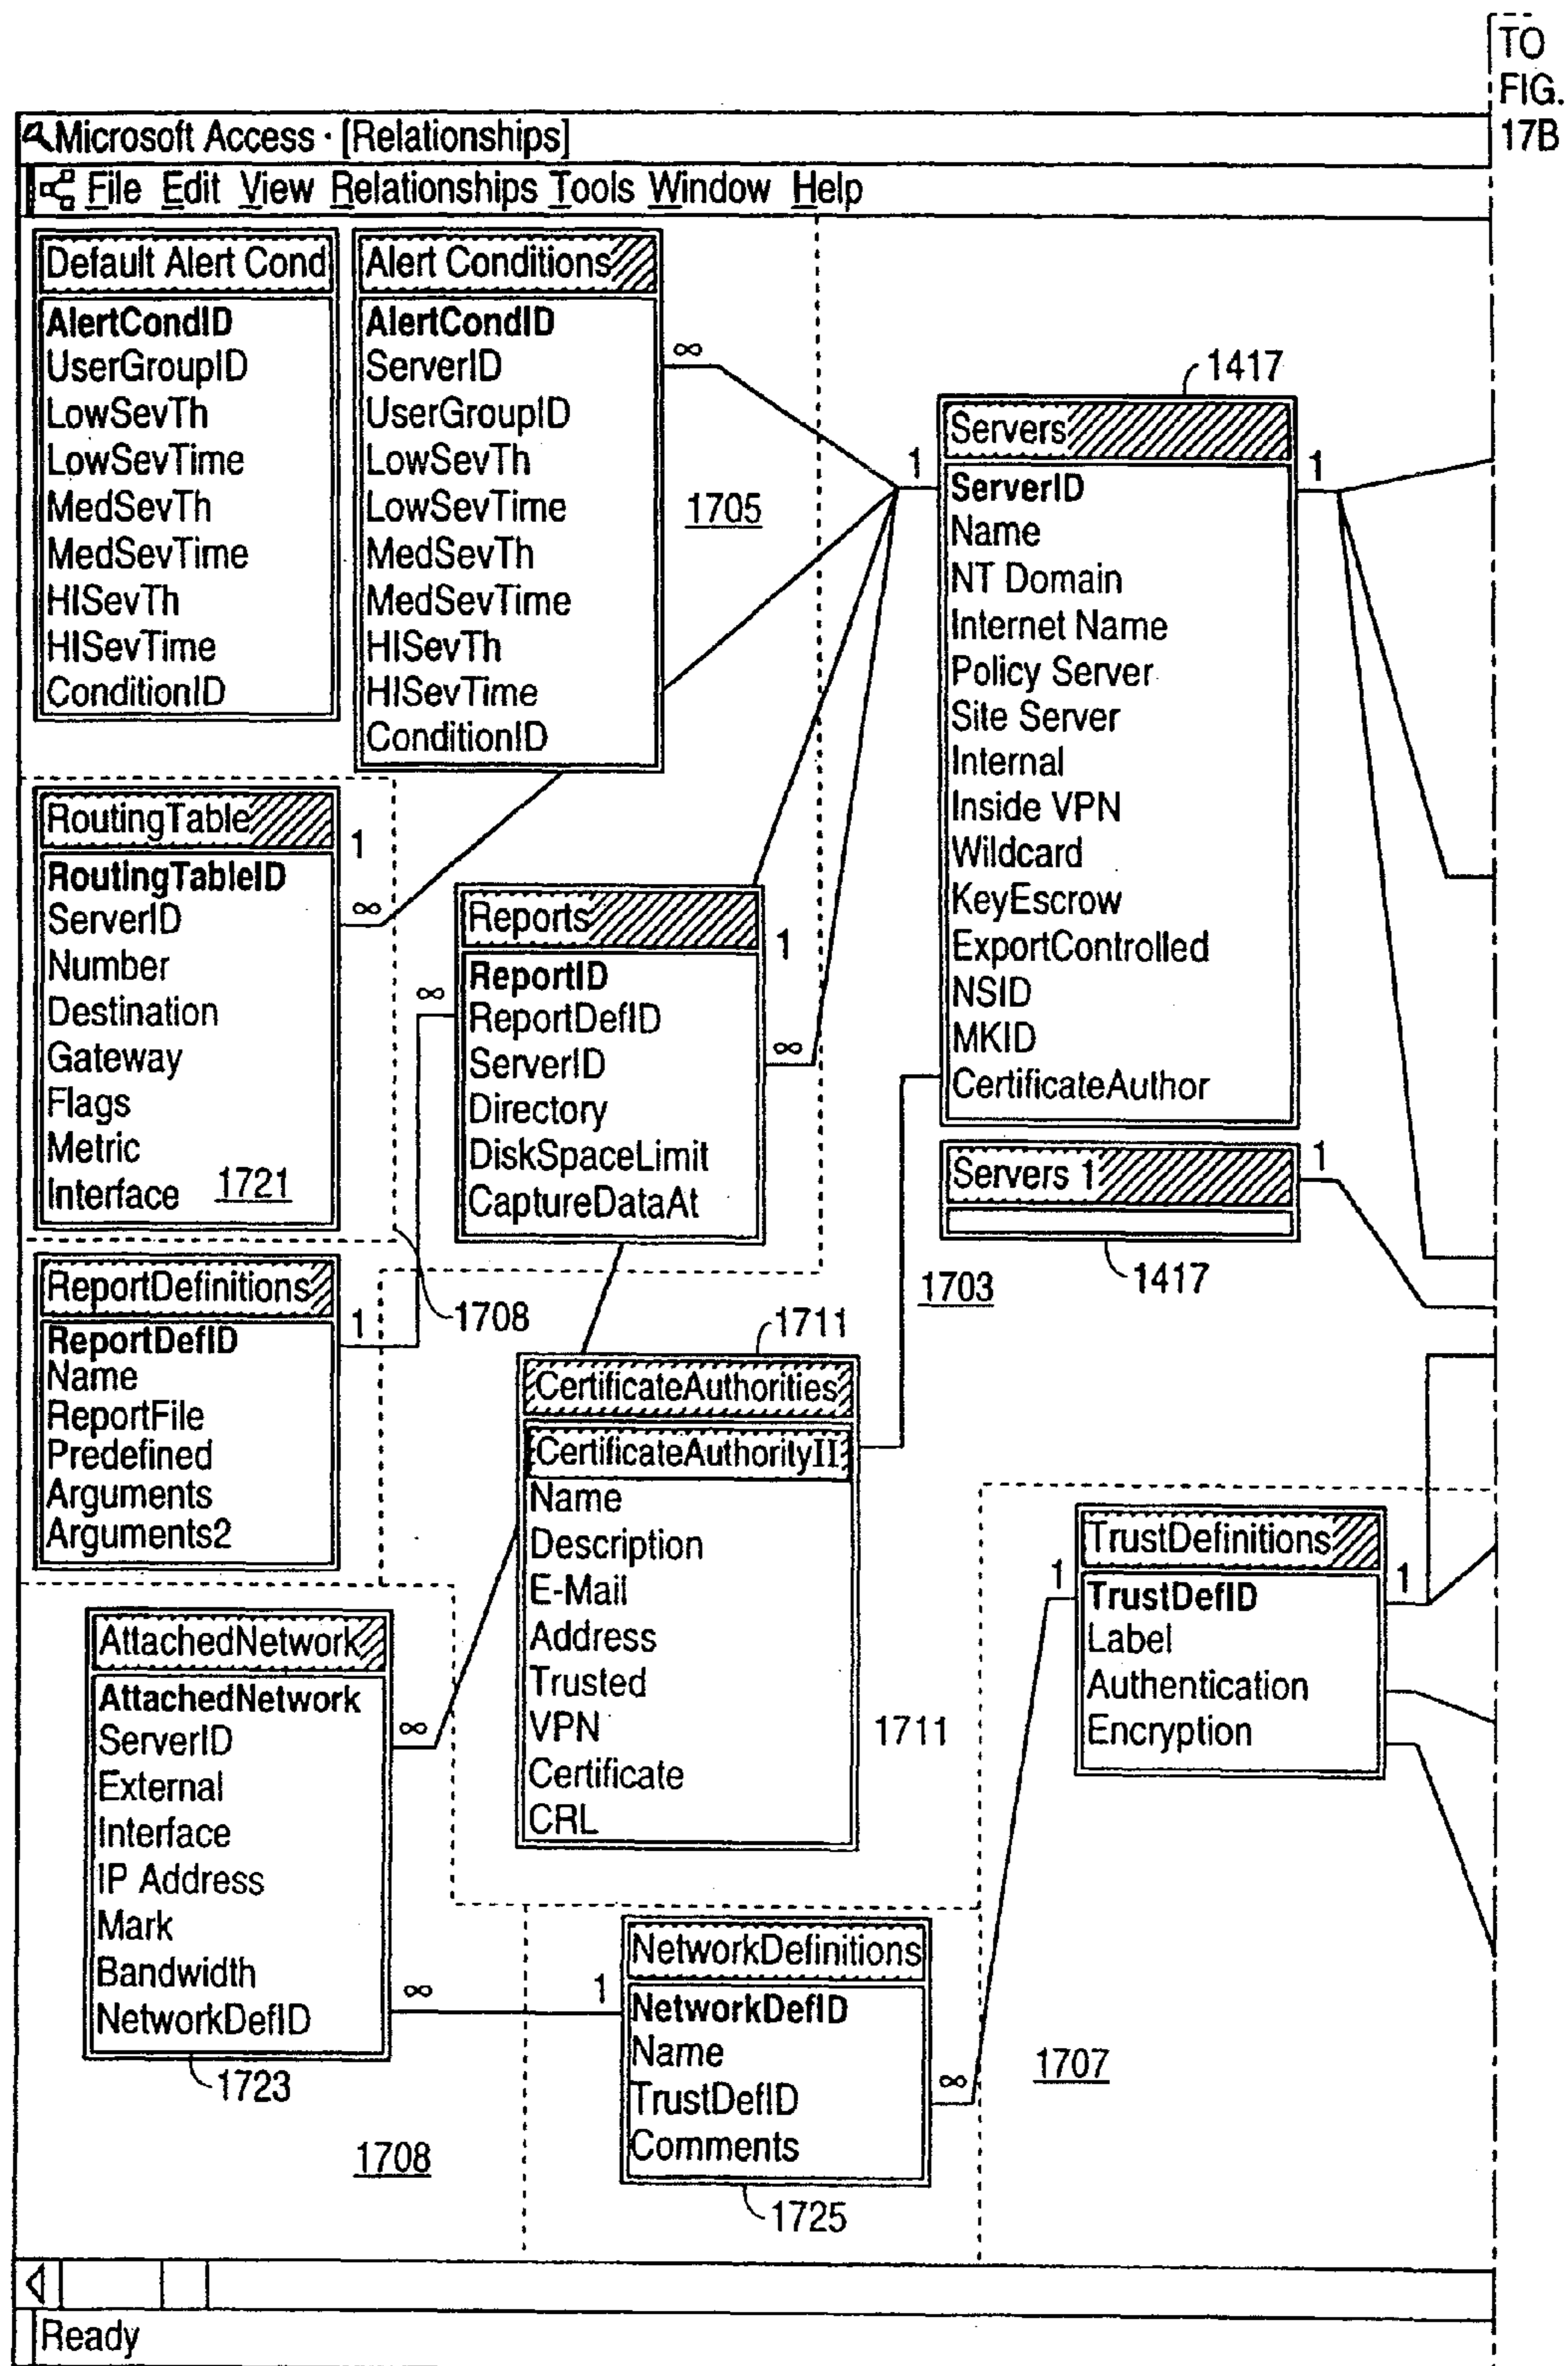 TO
FIG.
17B
Microsoft Access · [Relationships]
File Edit View Relationships Tools Window Help
Default Alert Cond
AlertCondID
UserGroupID
LowSevTh
LowSevTime
MedSevTh
MedSevTime
HISevTh
HISevTime
ConditionID
Alert Conditions
AlertCondID
ServerID
UserGroupID
LowSevTh
LowSevTime
MedSevTh
MedSevTime
HISevTh
HISevTime
ConditionID
∞
1705
1417
Servers
1
1
ServerID
Name
NT Domain
Internet Name
Policy Server
Site Server
Internal
Inside VPN
Wildcard
KeyEscrow
ExportControlled
NSID
MKID
CertificateAuthor
Servers 1
1
1417
RoutingTable
1
RoutingTableID
∞
ServerID
Number
Destination
Gateway
Flags
Metric
Interface
1721
Reports
1
ReportID
∞
ReportDefID
ServerID
∞
Directory
DiskSpaceLimit
CaptureDataAt
1703
1708
ReportDefinitions
1
ReportDefID
Name
ReportFile
Predefined
Arguments
Arguments2
1711
CertificateAuthorities
CertificateAuthorityII
Name
Description
E-Mail
Address
Trusted
VPN
Certificate
CRL
1711
TrustDefinitions
1
1
TrustDefID
Label
Authentication
Encryption
AttachedNetwork
AttachedNetwork
∞
ServerID
External
Interface
IP Address
Mark
Bandwidth
∞
NetworkDefID
1723
NetworkDefinitions
1
NetworkDefID
Name
∞
TrustDefID
Comments
1725
1707
1708
Ready